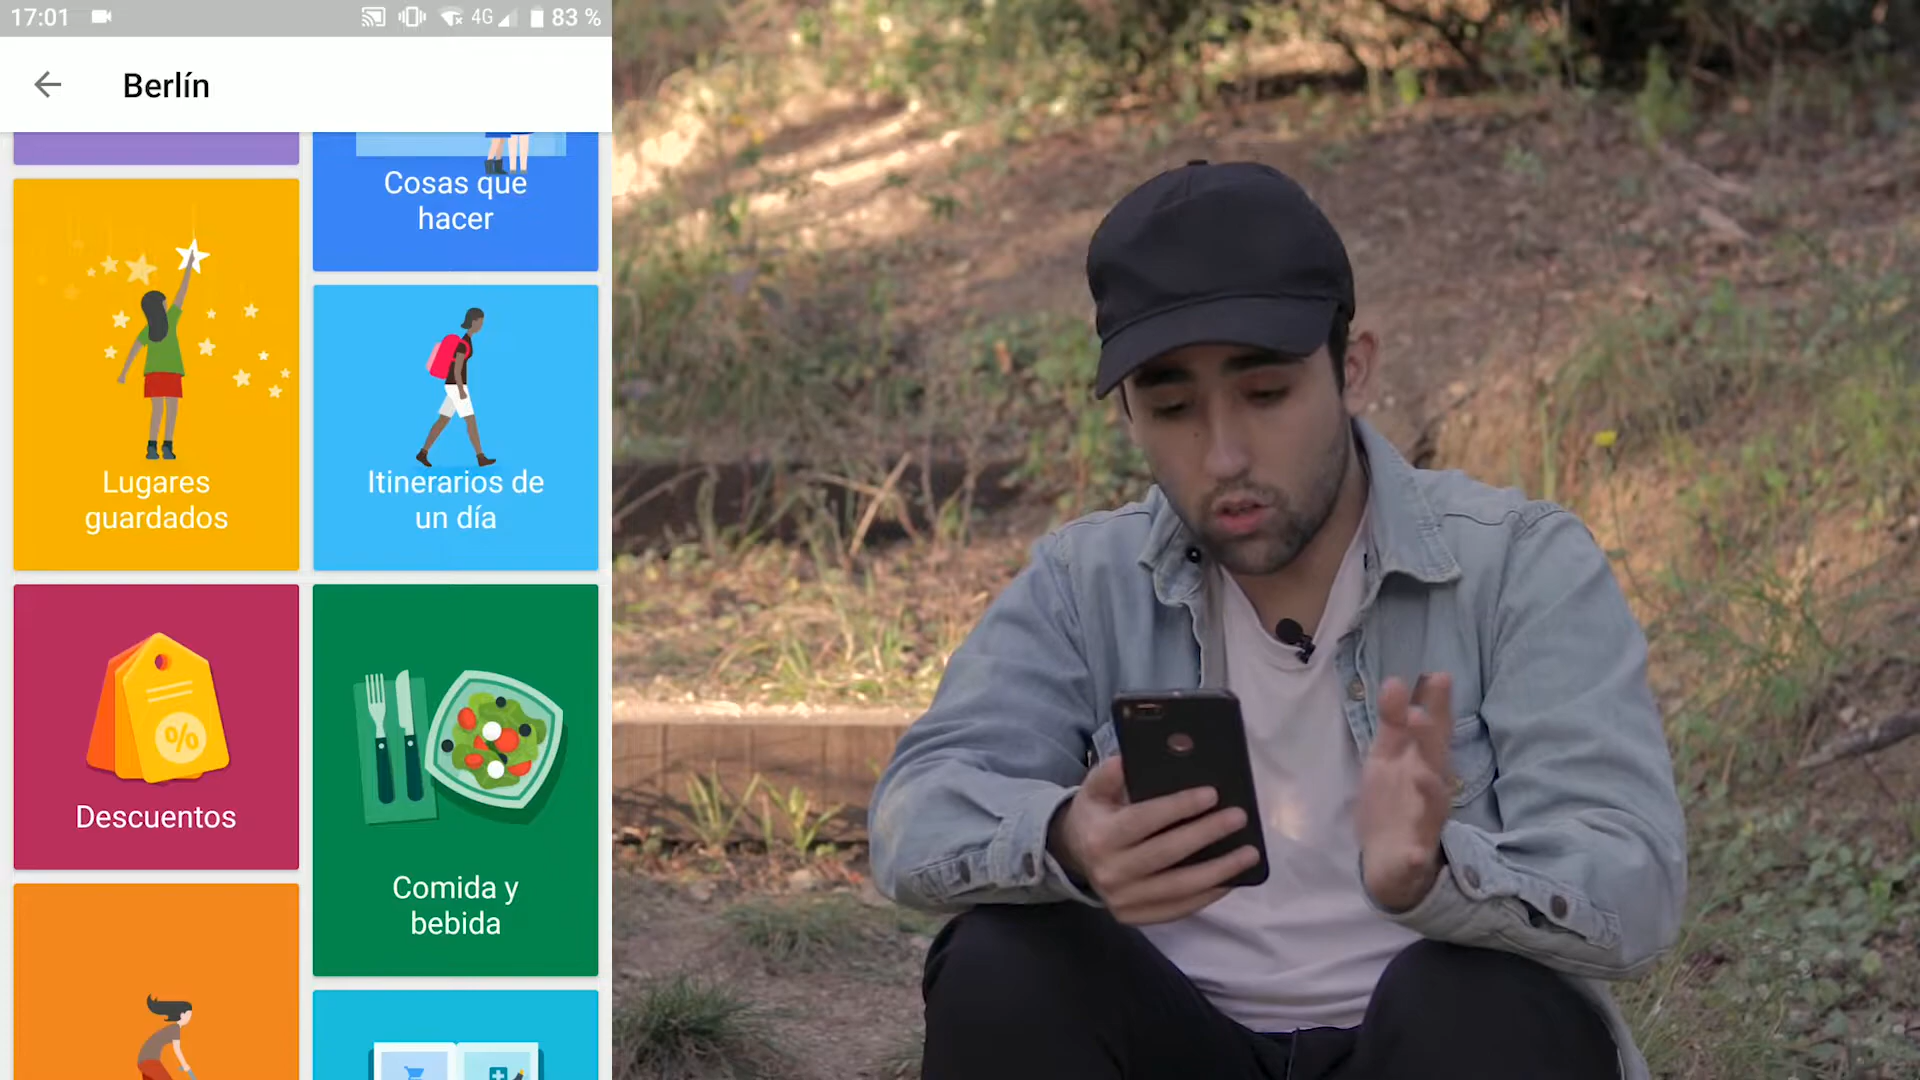 17:01
4G
83 %
Berlín
Cosas que
hacer
Lugares
guardados
Itinerarios de
un día
%
Descuentos
Comida y
bebida